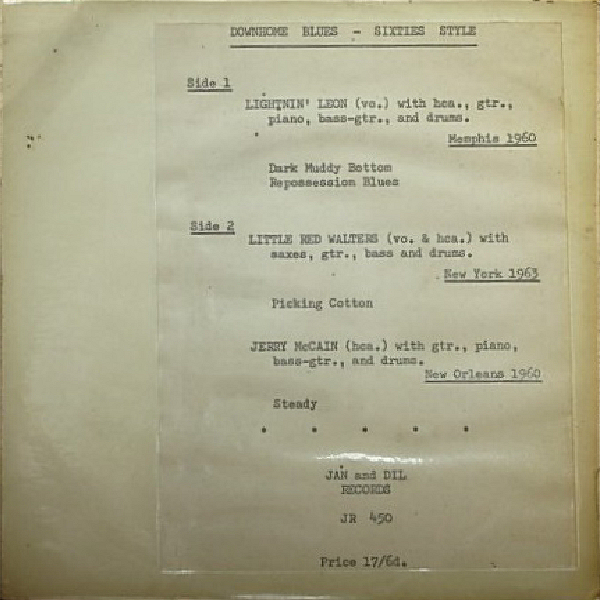 DOWNHOME BLUES - SIXTIES STYLE
Side 1
LIGHTNIN' LEON (vo.) with hca., gtr.,
piano, bass-gtr., and drums.
Memphis 1960
Dark Muddy Bottom
Repossession Blues
Side 2
LITTLE RED WALTERS (vo. & hca.) with
saxes, gtr., bass and drums.
New York 1963
Picking Cotton
JERRY McCAIN (hca.) with gtr., piano,
bass-gtr., and drums.
New Orleans 1960
Steady
JAN and DIL
RECORDS
JR 450
Price 17/6d.